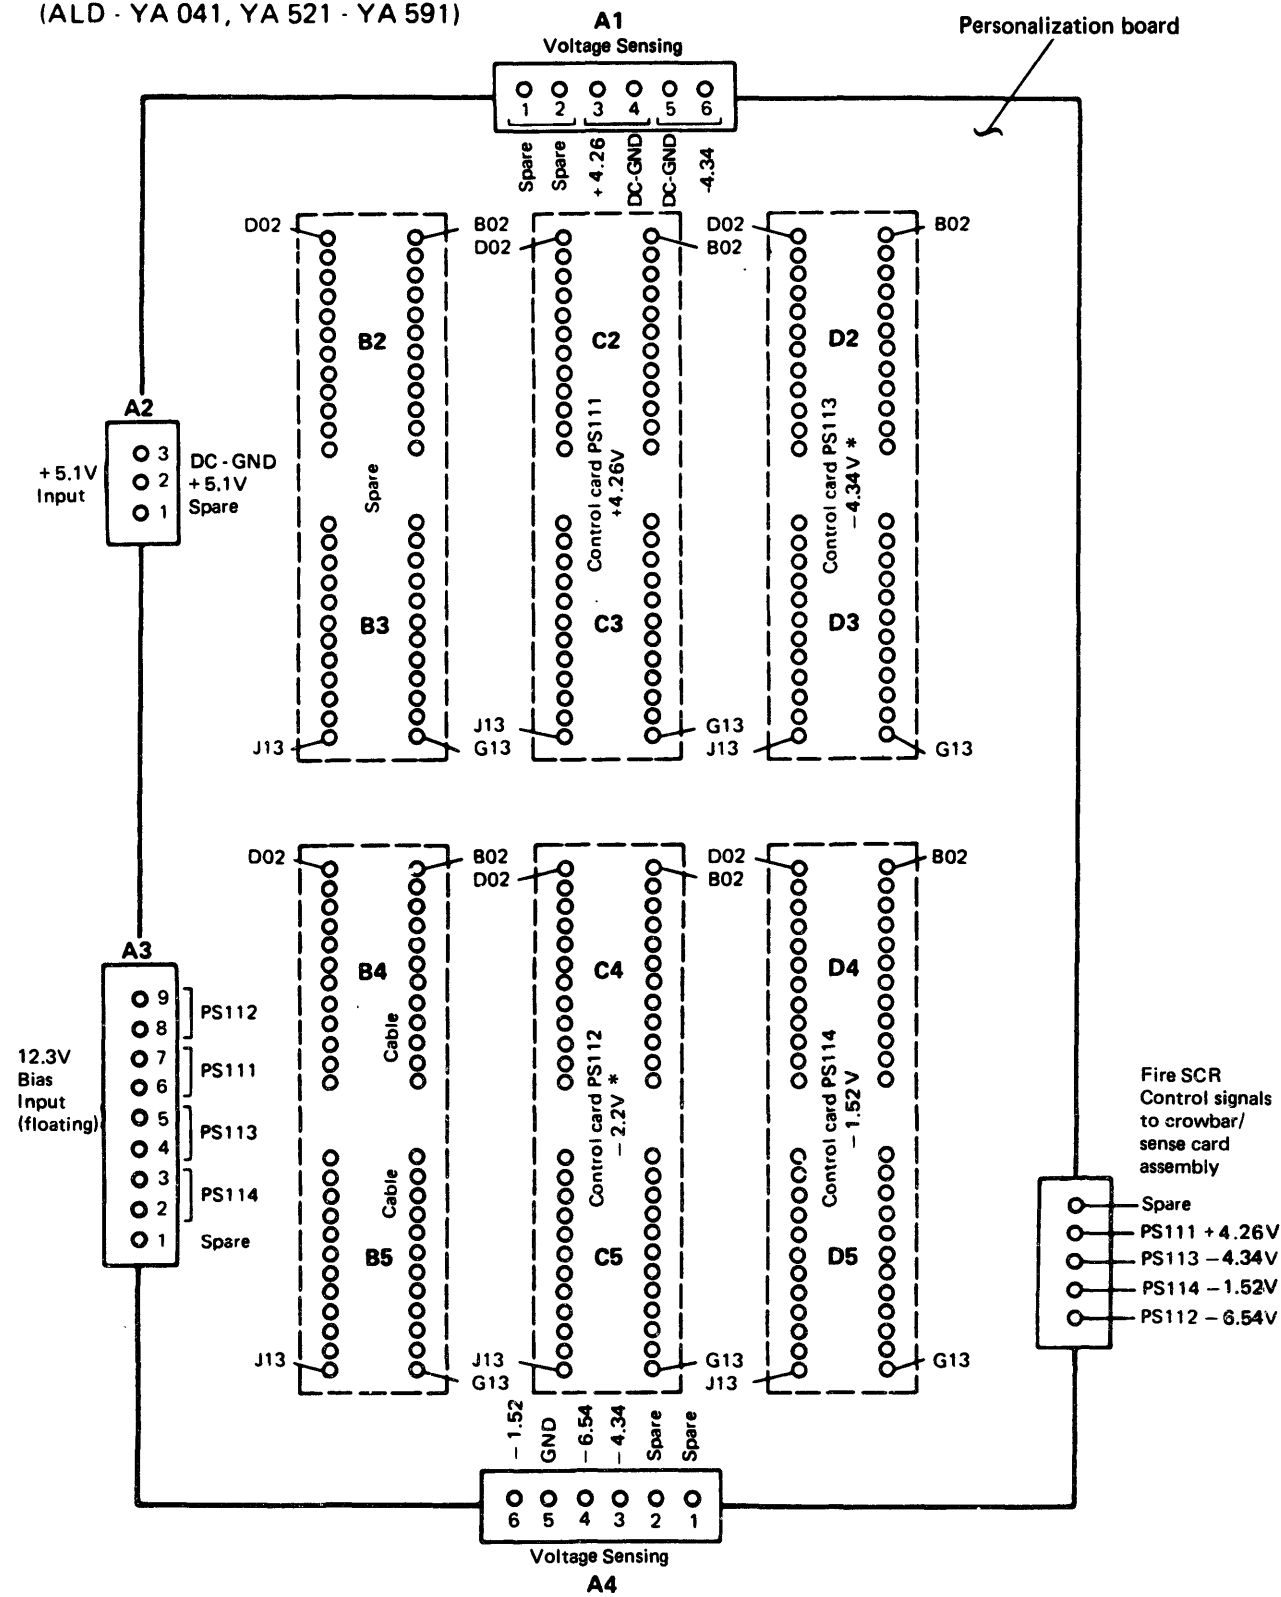 (ALD - YA 041, YA 521 - YA 591)
A1
Voltage Sensing
Personalization board
1 2 3 4 5 6
Spare
Spare
+ 4.26
DC-GND
DC-GND
-4.34
D02
B02
D02
B02
D02
B02
B2
C2
D2
Spare
Control card PS111
+4.26V
Control card PS113
- 4.34V *
B3
C3
D3
J13
G13
J13
G13
J13
G13
A2
+ 5.1V
Input
3 DC - GND
2 + 5.1V
1 Spare
D02
B02
D02
B02
D02
B02
B4
C4
D4
Cable
Cable
Control card PS112
- 2.2V *
Control card PS114
- 1.52V
B5
C5
D5
J13
G13
J13
G13
J13
G13
A3
12.3V
Bias
Input
(floating)
9
8
PS112
7
6
PS111
5
4
PS113
3
2
PS114
1 Spare
Fire SCR
Control signals
to crowbar/
sense card
assembly
Spare
PS111 + 4.26V
PS113 - 4.34V
PS114 - 1.52V
PS112 - 6.54V
- 1.52
GND
- 6.54
- 4.34
Spare
Spare
6 5 4 3 2 1
Voltage Sensing
A4